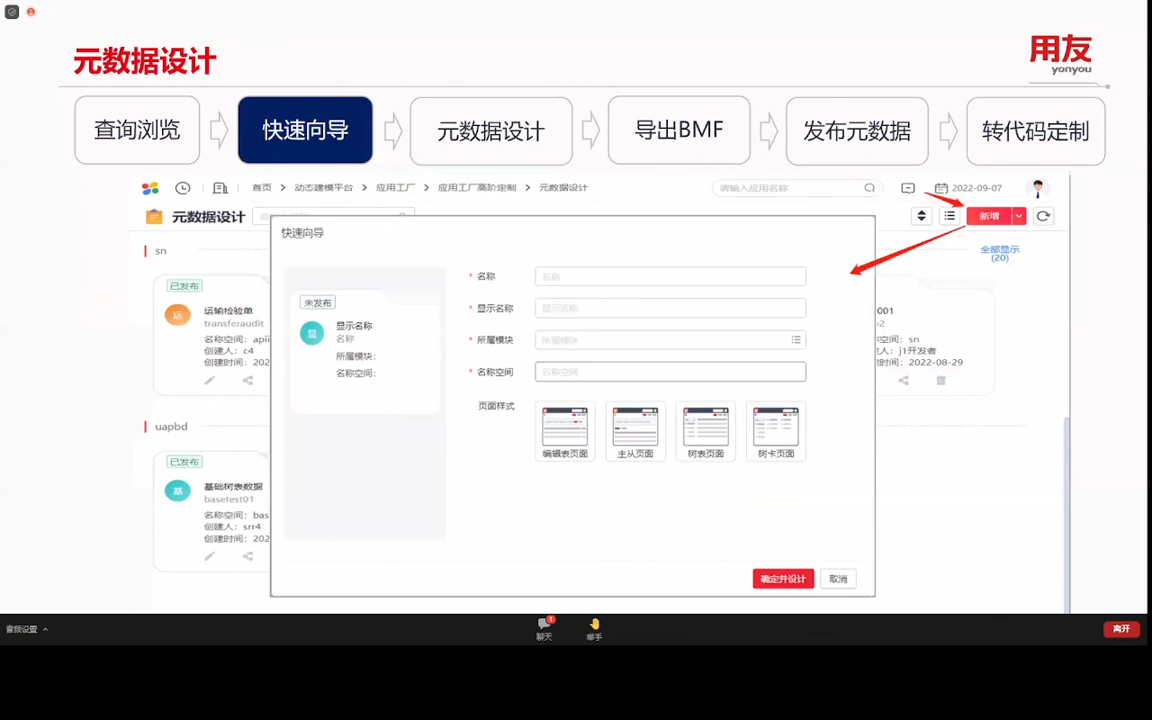 元数据设计
用友
yonyou
查询浏览
快速向导
元数据设计
导出BMF
发布元数据
转代码定制
首页 > 动态建模平台 > 应用工厂 > 应用工厂高阶定制 > 元数据设计
请输入应用名称
2022-09-07
元数据设计
新增
sn
全部显示
(20)
已发布
运
运输检验单
transferaudit
名称空间: apii
创建人: c4
创建时间: 202
001
o2
空间: sn
人: j1开发者
时间: 2022-08-29
uapbd
已发布
基
基础树表数据
basetest01
名称空间: bas
创建人: srr4
创建时间: 202
快速向导
未发布
显
显示名称
名称
所属模块:
名称空间:
* 名称
名称
* 显示名称
显示名称
* 所属模块
所属模块
* 名称空间
名称空间
页面样式
编辑表页面
主从页面
树表页面
树卡页面
确定并设计
取消
音频设置
1
聊天
举手
离开